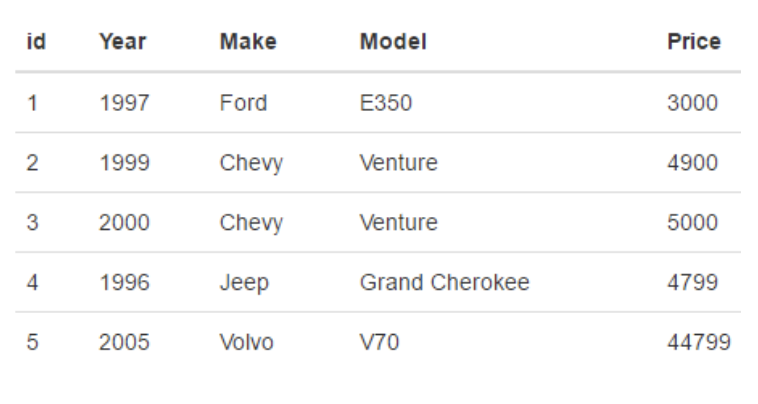 id Year Make Model Price
1 1997 Ford E350 3000
2 1999 Chevy Venture 4900
3 2000 Chevy Venture 5000
4 1996 Jeep Grand Cherokee 4799
5 2005 Volvo V70 44799